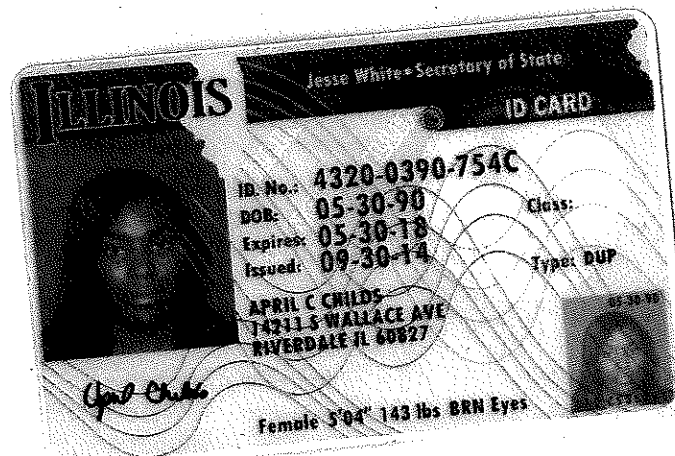 ILLINOIS
Jesse White • Secretary of State
ID CARD
ID. No.: 4320-0390-754C
DOB: 05-30-90
Class:
Expires: 05-30-18
Issued: 09-30-14
Type: DUP
APRIL C CHILDS
14211 S WALLACE AVE
RIVERDALE IL 60827
05-30-90
April Childs
Female 5'04" 143 lbs BRN Eyes